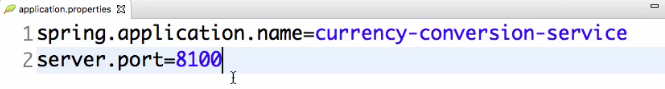 application.properties
1 spring.application.name=currency-conversion-service
2 server.port=8100